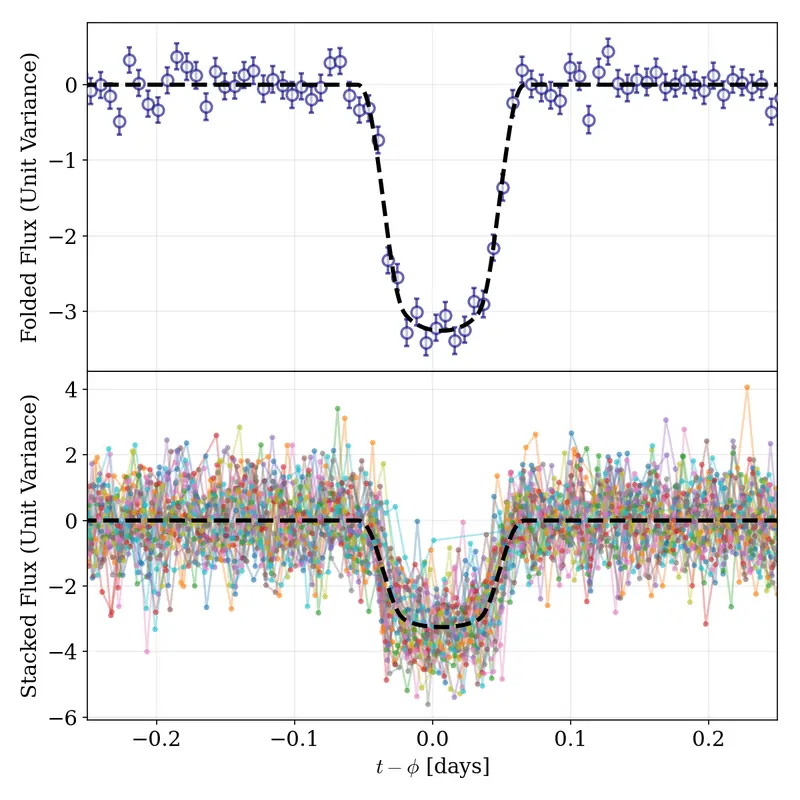 Folded Flux (Unit Variance)
0
−1
−2
−3
Stacked Flux (Unit Variance)
4
2
0
−2
−4
−6
−0.2 −0.1 0.0 0.1 0.2
t − ϕ [days]